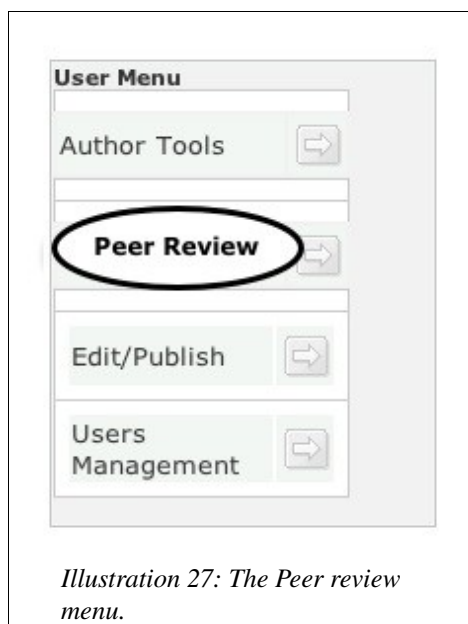 User Menu
Author Tools
Peer Review
Edit/Publish
Users
Management
Illustration 27: The Peer review
menu.